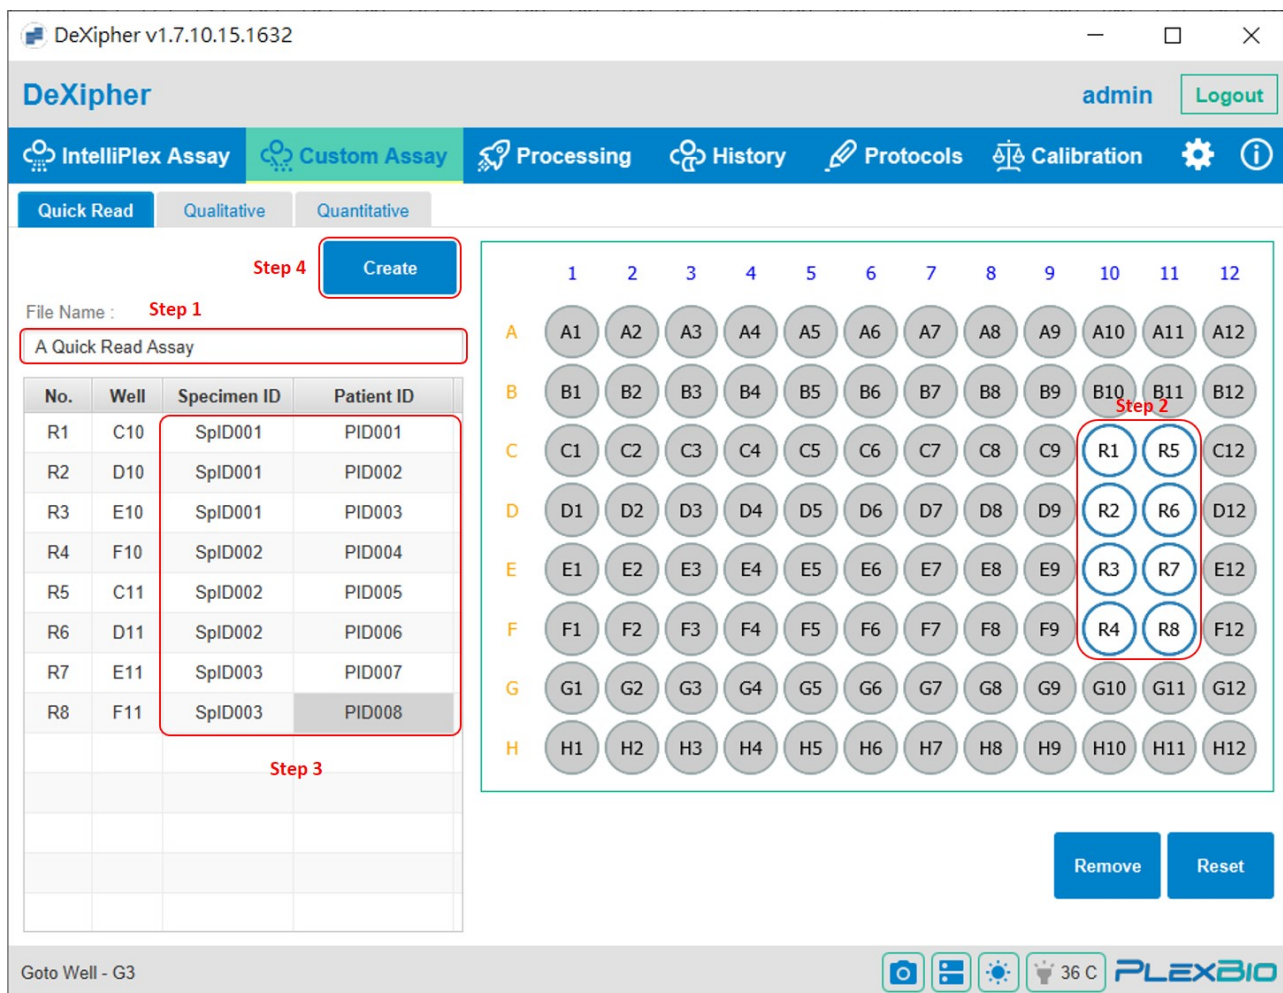 DeXipher v1.7.10.15.1632
DeXipher
admin
Logout
IntelliPlex Assay
Custom Assay
Processing
History
Protocols
Calibration
Quick Read
Qualitative
Quantitative
Step 4
Create
File Name :
Step 1
A Quick Read Assay
No. Well Specimen ID Patient ID
R1 C10 SpID001 PID001
R2 D10 SpID001 PID002
R3 E10 SpID001 PID003
R4 F10 SpID002 PID004
R5 C11 SpID002 PID005
R6 D11 SpID002 PID006
R7 E11 SpID003 PID007
R8 F11 SpID003 PID008
Step 3
1 2 3 4 5 6 7 8 9 10 11 12
A A1 A2 A3 A4 A5 A6 A7 A8 A9 A10 A11 A12
B B1 B2 B3 B4 B5 B6 B7 B8 B9 B10 B11 B12
Step 2
C C1 C2 C3 C4 C5 C6 C7 C8 C9 R1 R5 C12
D D1 D2 D3 D4 D5 D6 D7 D8 D9 R2 R6 D12
E E1 E2 E3 E4 E5 E6 E7 E8 E9 R3 R7 E12
F F1 F2 F3 F4 F5 F6 F7 F8 F9 R4 R8 F12
G G1 G2 G3 G4 G5 G6 G7 G8 G9 G10 G11 G12
H H1 H2 H3 H4 H5 H6 H7 H8 H9 H10 H11 H12
Remove
Reset
Goto Well - G3
36 C
PLEXBIO